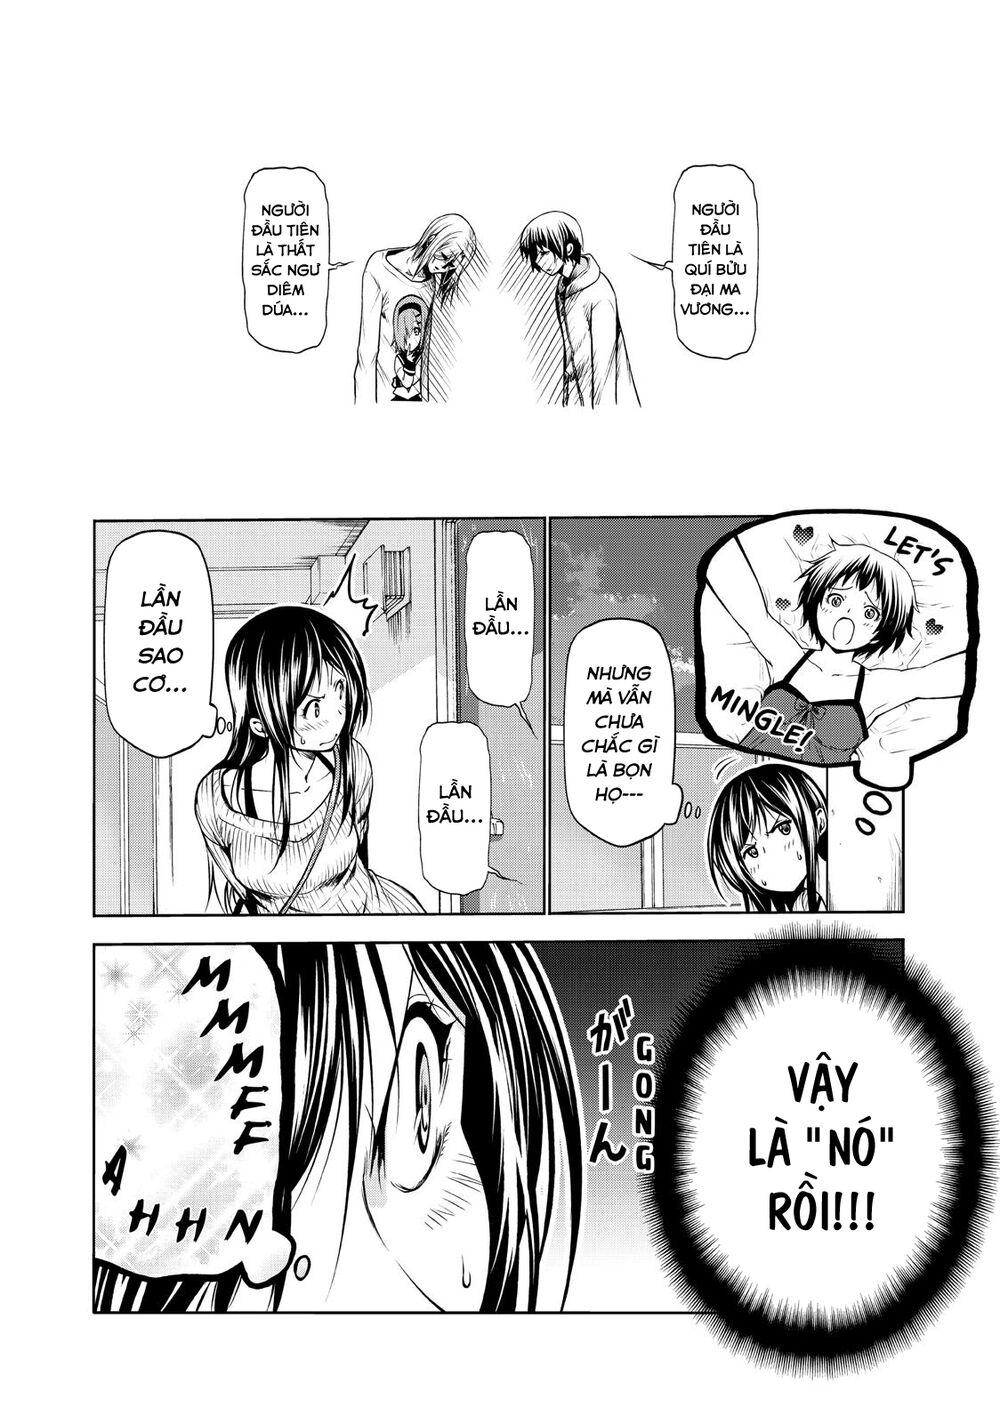 NGƯỜI
ĐẦU
TIÊN LÀ
QUÍ BỬU
ĐẠI MA
VƯƠNG...
NGƯỜI
ĐẦU TIÊN
LÀ THẤT
SẮC NGƯ
DIÊM
DÚA...
LET'S
MINGLE!
NHƯNG
MÀ VẪN
CHƯA
CHẮC GÌ
LÀ BỌN
HỌ---
LẦN
ĐẦU...
LẦN
ĐẦU...
LẦN
ĐẦU
SAO
CƠ...
VẬY
LÀ "NÓ"
RỒI!!!
がーん
GONG
MMMFF
AHHN